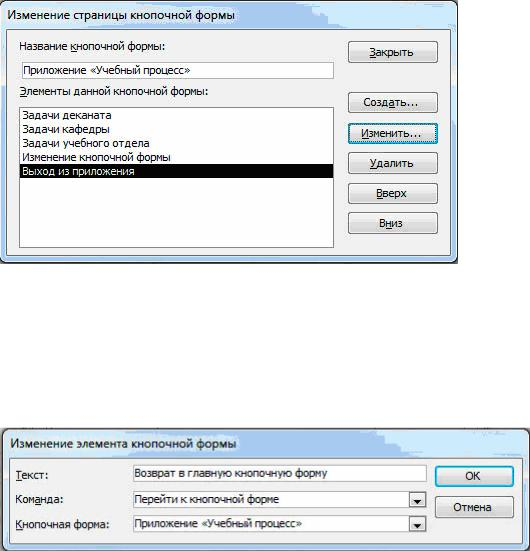 Изменение страницы кнопочной формы
Название кнопочной формы:
Приложение «Учебный процесс»
Элементы данной кнопочной формы:
Задачи деканата
Задачи кафедры
Задачи учебного отдела
Изменение кнопочной формы
Выход из приложения
Закрыть
Создать...
Изменить...
Удалить
Вверх
Вниз
Изменение элемента кнопочной формы
Текст: Возврат в главную кнопочную форму
Команда: Перейти к кнопочной форме
Кнопочная форма: Приложение «Учебный процесс»
ОК
Отмена